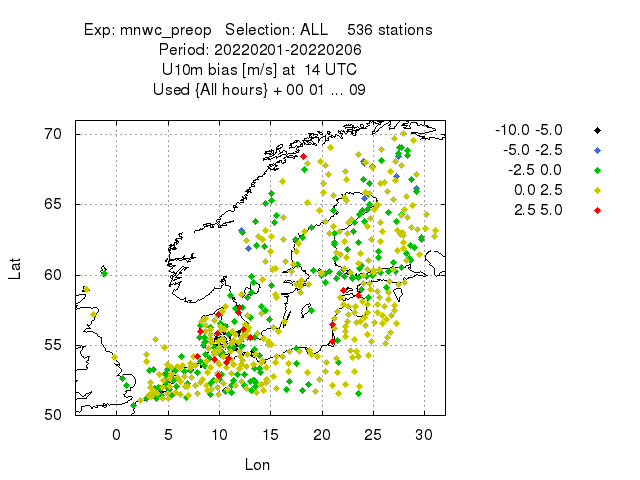 Exp: mnwc_preop   Selection: ALL    536 stations
Period: 20220201-20220206
U10m bias [m/s] at  14 UTC
Used {All hours} + 00 01 ... 09
-10.0 -5.0
-5.0 -2.5
-2.5 0.0
0.0 2.5
2.5 5.0
70
65
60
55
50
Lat
0 5 10 15 20 25 30
Lon